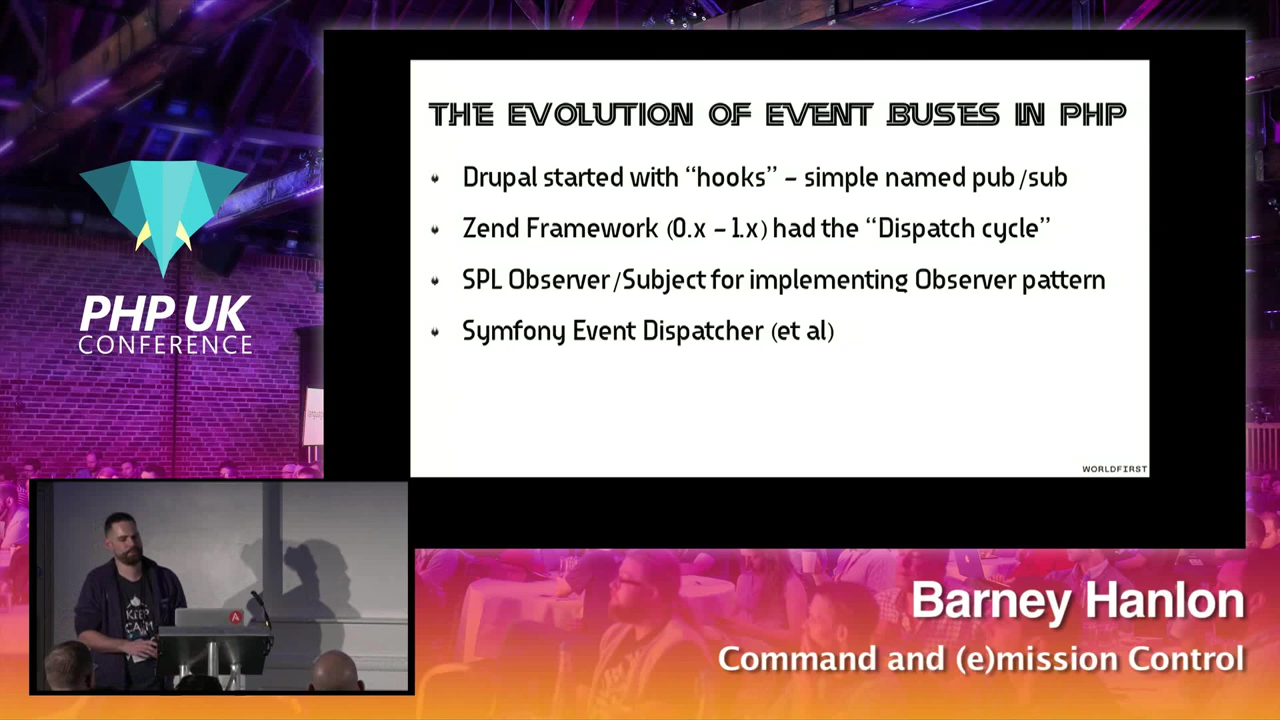 THE EVOLUTION OF EVENT BUSES IN PHP
Drupal started with “hooks” – simple named pub/sub
Zend Framework (0.x – 1.x) had the “Dispatch cycle”
SPL Observer/Subject for implementing Observer pattern
Symfony Event Dispatcher (et al)
WORLDFIRST
PHP UK
CONFERENCE
KEEP
CALM
A
Barney Hanlon
Command and (e)mission Control